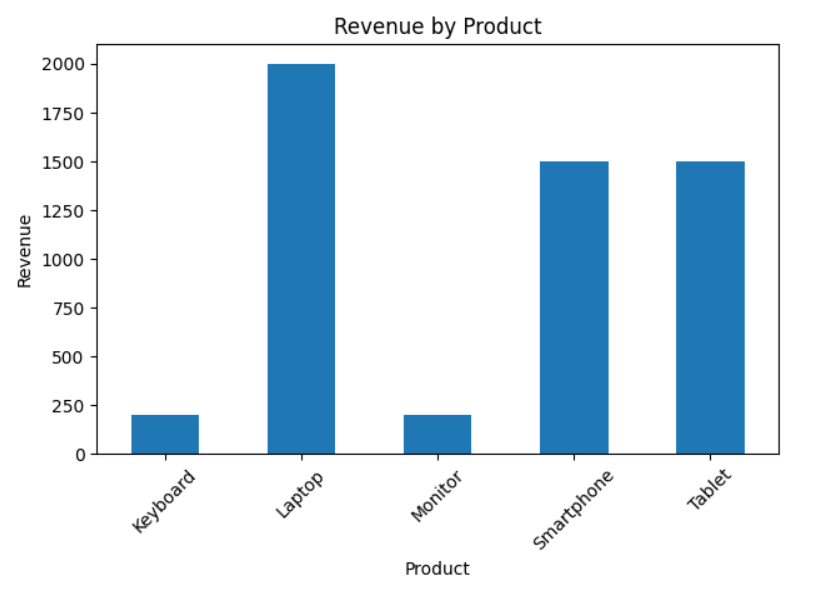 Revenue by Product
Revenue
2000
1750
1500
1250
1000
750
500
250
0
Keyboard
Laptop
Monitor
Smartphone
Tablet
Product